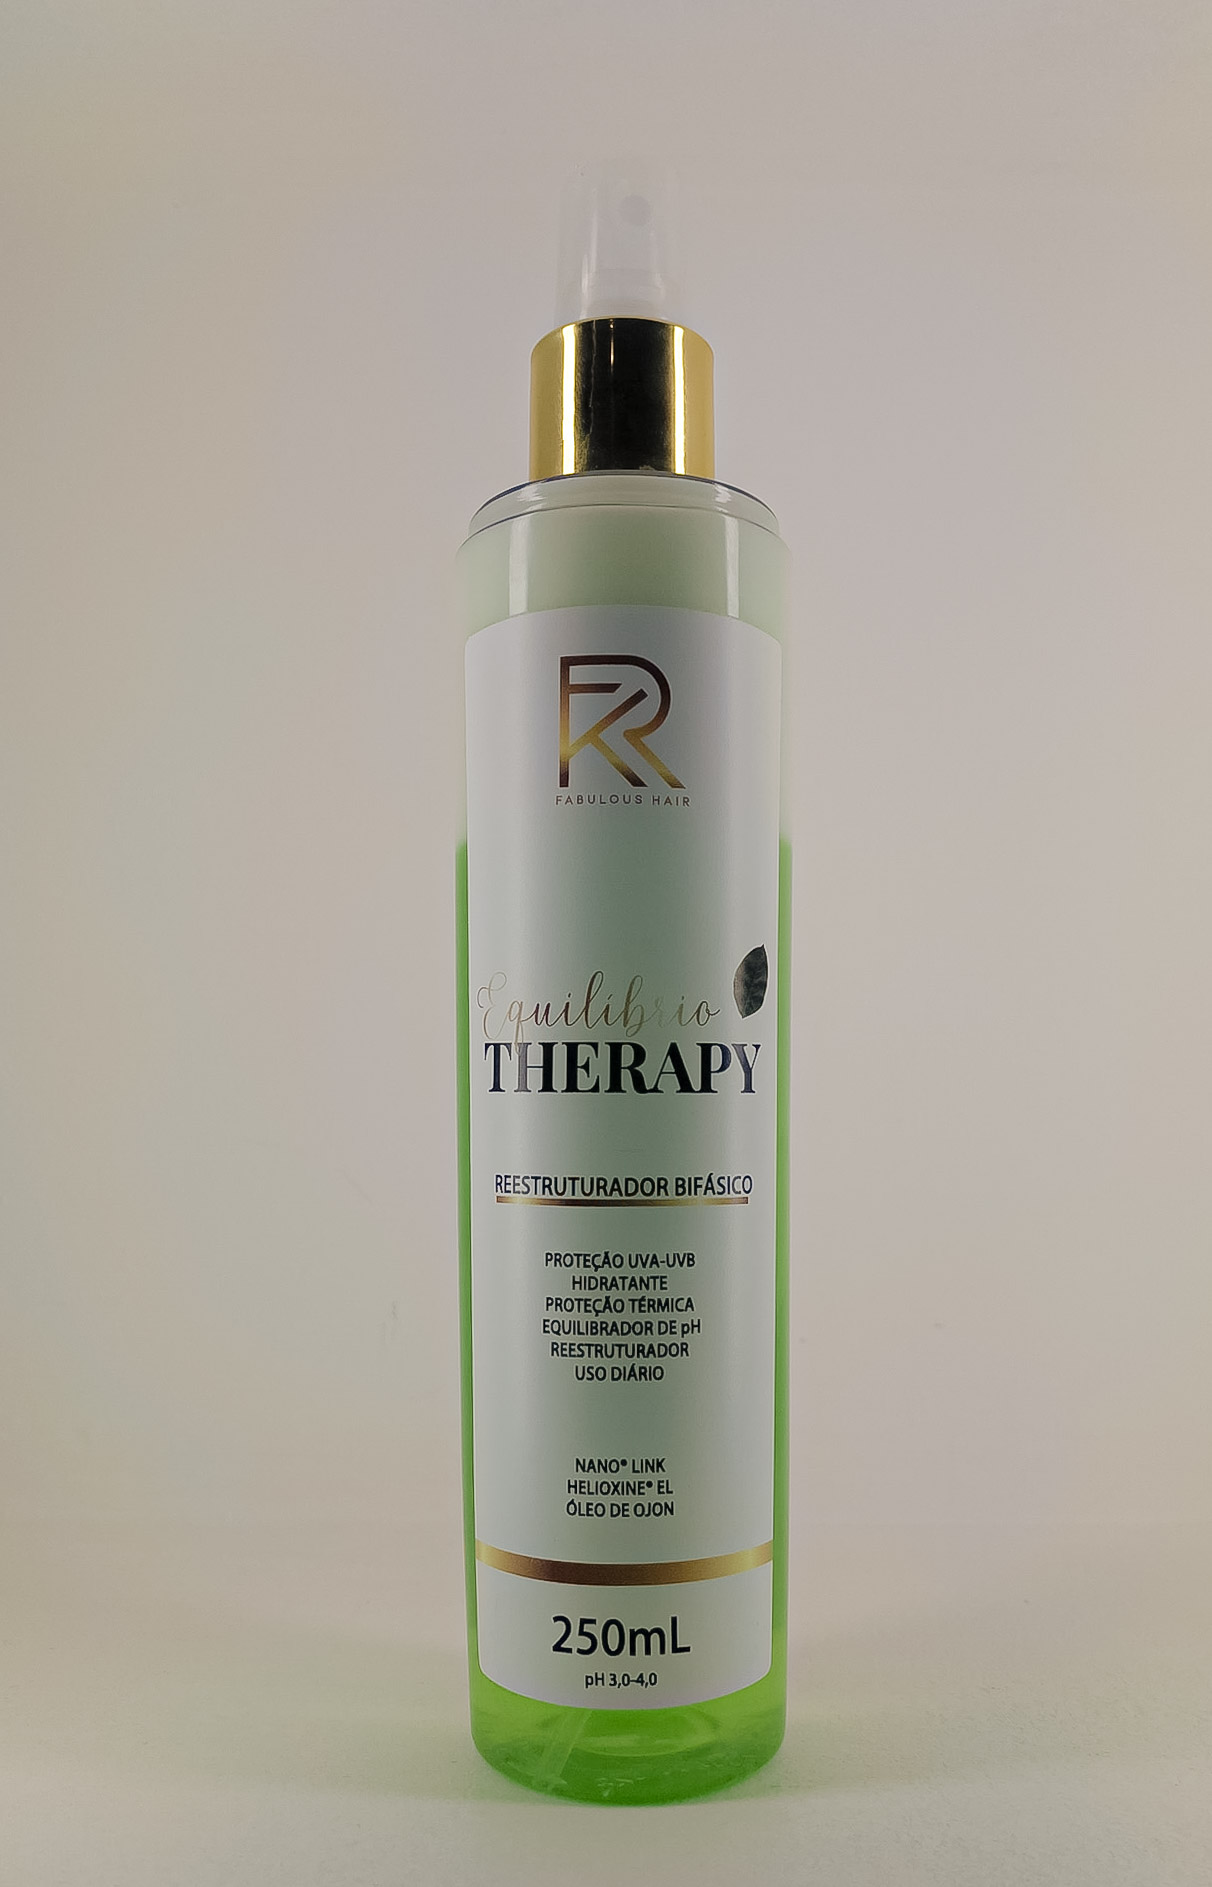 FABULOUS HAIR
Equilíbrio
THERAPY
REESTRUTURADOR BIFÁSICO
PROTEÇÃO UVA-UVB
HIDRATANTE
PROTEÇÃO TÉRMICA
EQUILIBRADOR DE pH
REESTRUTURADOR
USO DIÁRIO
NANO® LINK
HELIOXINE® EL
ÓLEO DE OJON
250mL
pH 3,0-4,0